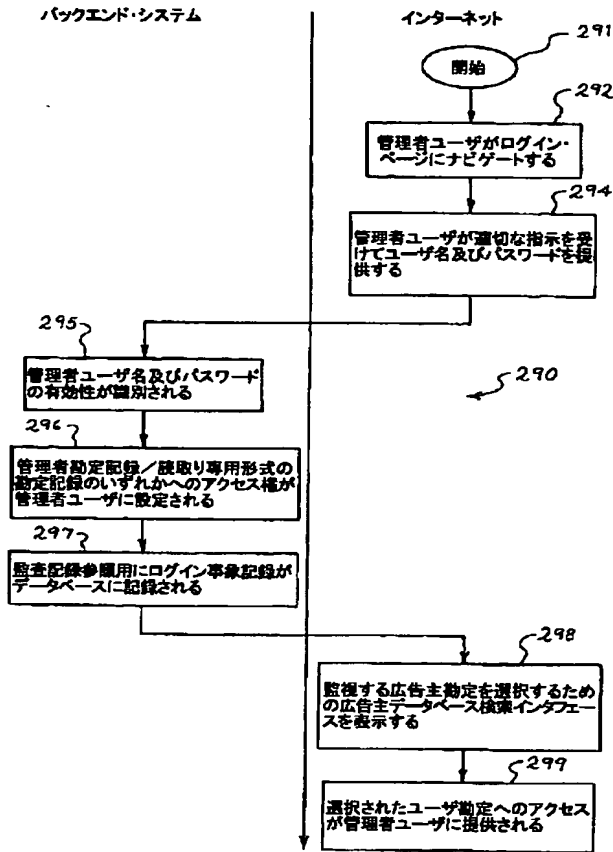 バックエンド・システム
インターネット
291
開始
292
管理者ユーザがログイン・
ページにナビゲートする
294
管理者ユーザが適切な指示を受
けてユーザ名及びパスワードを提
供する
295
管理者ユーザ名及びパスワード
の有効性が識別される
290
296
管理者勘定記録/読取り専用形式の
勘定記録のいずれかへのアクセス権が
管理者ユーザに設定される
297
監査記録参照用にログイン事象記録が
データベースに記録される
298
監視する広告主勘定を選択するため
の広告主データベース検索インタフェー
スを表示する
299
選択されたユーザ勘定へのアクセス
が管理者ユーザに提供される